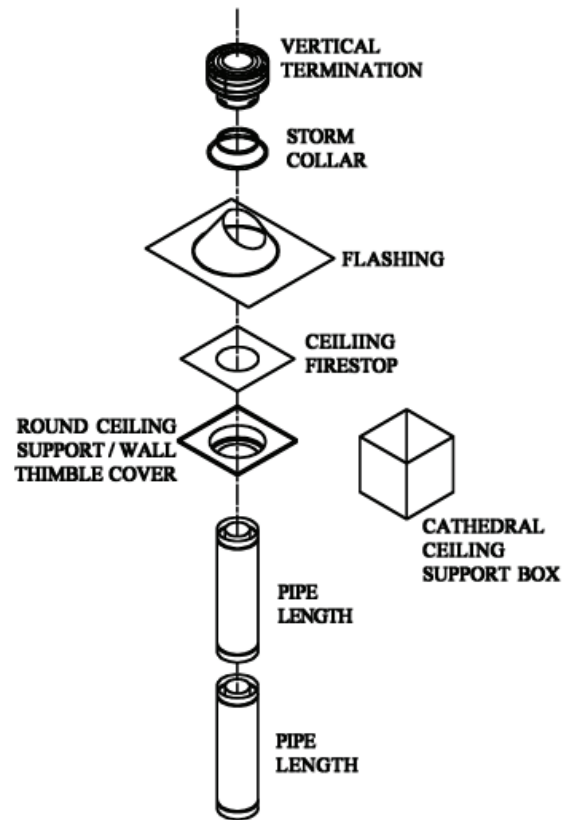 VERTICAL
TERMINATION
STORM
COLLAR
FLASHING
CEILIING
FIRESTOP
ROUND CEILING
SUPPORT / WALL
THIMBLE COVER
CATHEDRAL
CEILING
SUPPORT BOX
PIPE
LENGTH
PIPE
LENGTH